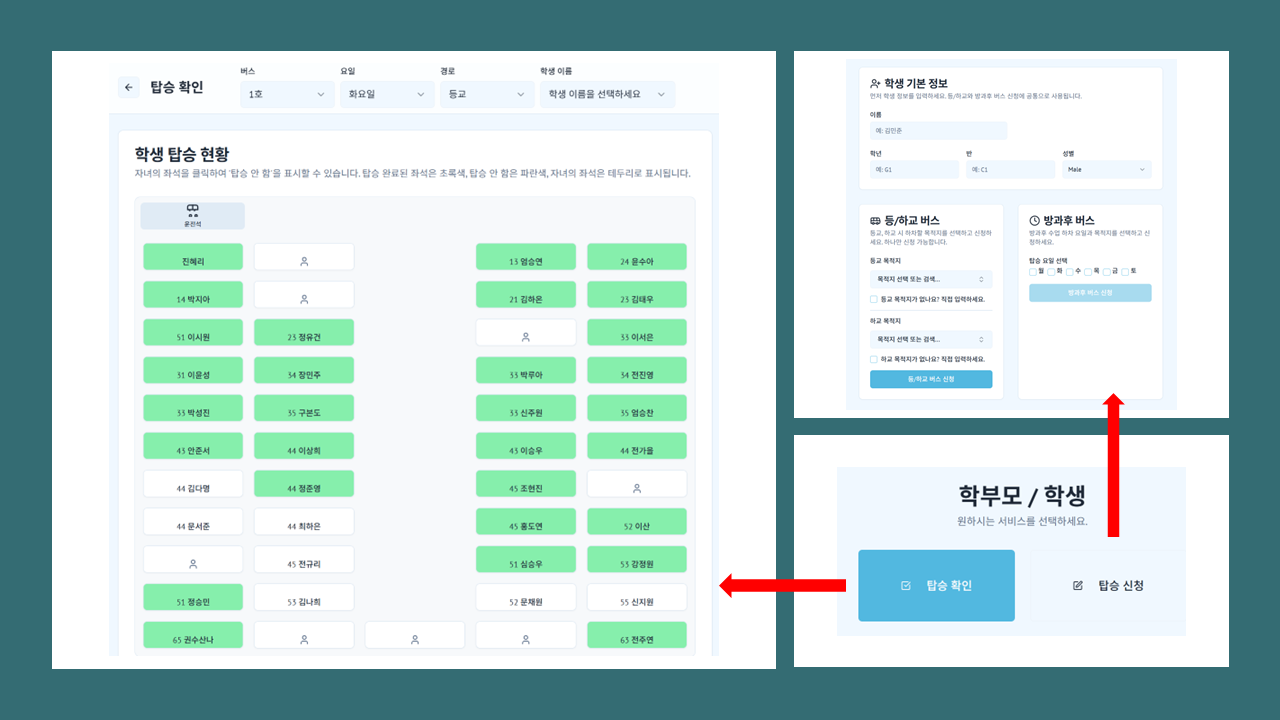 버스
요일
경로
학생 이름
탑승 확인
1호
화요일
등교
학생 이름을 선택하세요
학생 탑승 현황
자녀의 좌석을 클릭하여 '탑승 안 함'을 표시할 수 있습니다. 탑승 완료된 좌석은 초록색, 탑승 안 함은 파란색, 자녀의 좌석은 테두리로 표시됩니다.
운전석
진혜리
13 엄승연
24 윤수아
14 박지아
21 김하은
23 김태우
51 이시원
23 정유건
33 이서은
31 이윤성
34 장민주
33 박루아
34 전진영
33 박성진
35 구본도
33 신주원
35 엄승찬
43 안준서
44 이상희
43 이승우
44 전가을
44 김다명
44 정준영
45 조현진
44 문서준
44 최하은
45 홍도연
52 이산
45 전규리
51 심승우
53 강정원
51 정승민
53 김나희
52 문채원
55 신지원
65 권수산나
63 전주연
학생 기본 정보
먼저 학생 정보를 입력하세요. 등/하교와 방과후 버스 신청에 공통으로 사용됩니다.
이름
예: 김민준
학년
반
성별
예: G1
예: C1
Male
등/하교 버스
등교, 하교 시 하차할 목적지를 선택하고 신청하
세요. 하나만 신청 가능합니다.
등교 목적지
목적지 선택 또는 검색...
등교 목적지가 없나요? 직접 입력하세요.
하교 목적지
목적지 선택 또는 검색...
하교 목적지가 없나요? 직접 입력하세요.
등/하교 버스 신청
방과후 버스
방과후 수업 하차 요일과 목적지를 선택하고 신
청하세요.
탑승 요일 선택
월 화 수 목 금 토
방과후 버스 신청
학부모 / 학생
원하시는 서비스를 선택하세요.
탑승 확인
탑승 신청